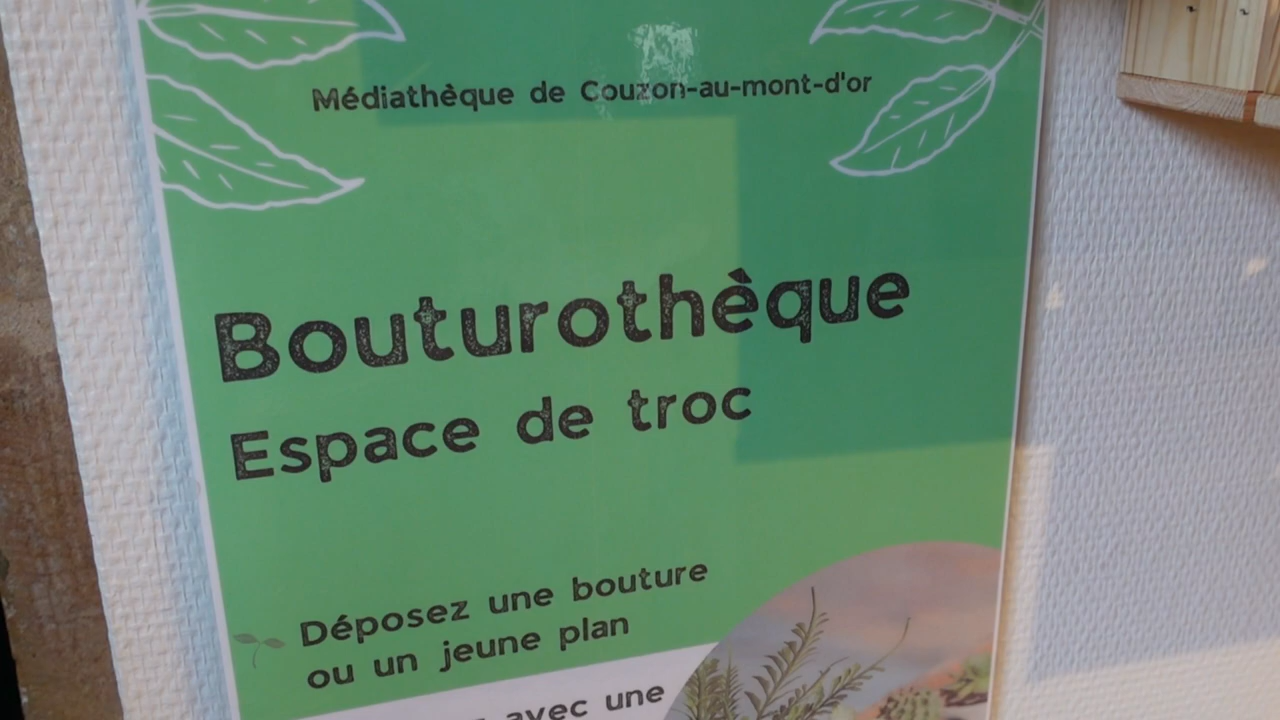 Médiathèque de Couzon-au-mont-d'or
Bouturothèque
Espace de troc
Déposez une bouture
ou un jeune plan
avec une